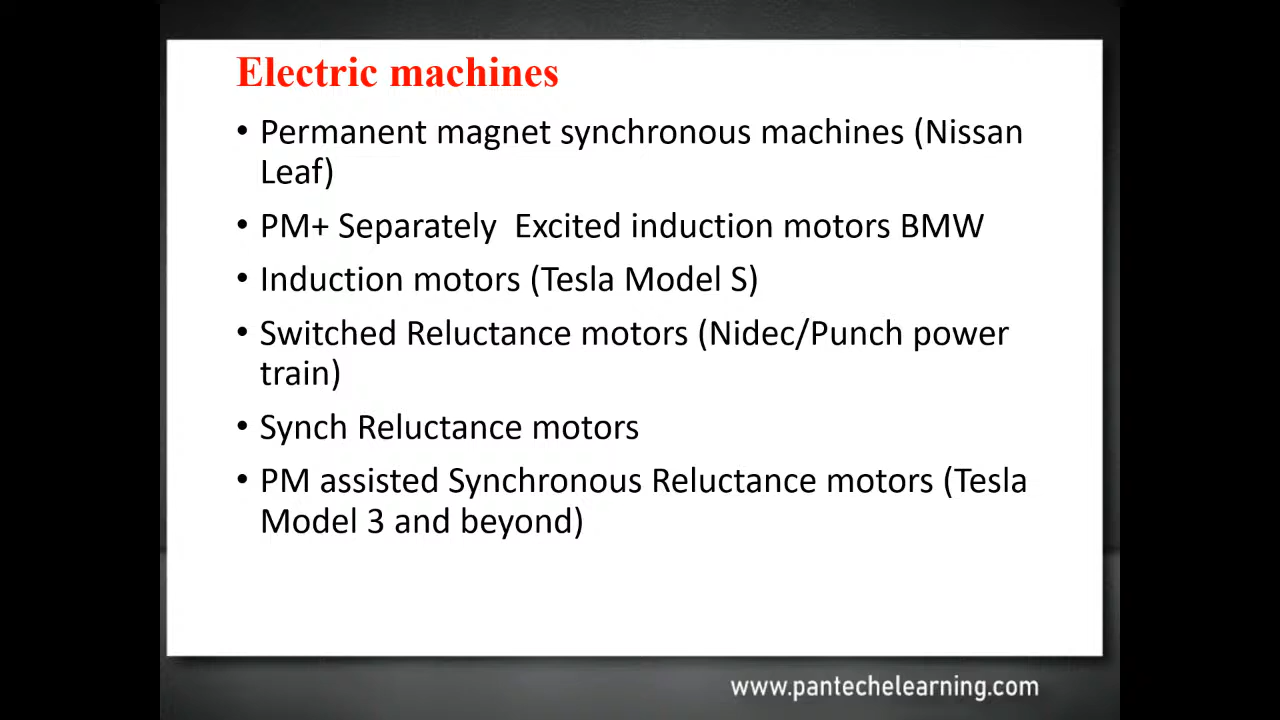 Electric machines
• Permanent magnet synchronous machines (Nissan
Leaf)
• PM+ Separately  Excited induction motors BMW
• Induction motors (Tesla Model S)
• Switched Reluctance motors (Nidec/Punch power
train)
• Synch Reluctance motors
• PM assisted Synchronous Reluctance motors (Tesla
Model 3 and beyond)
www.pantechelearning.com